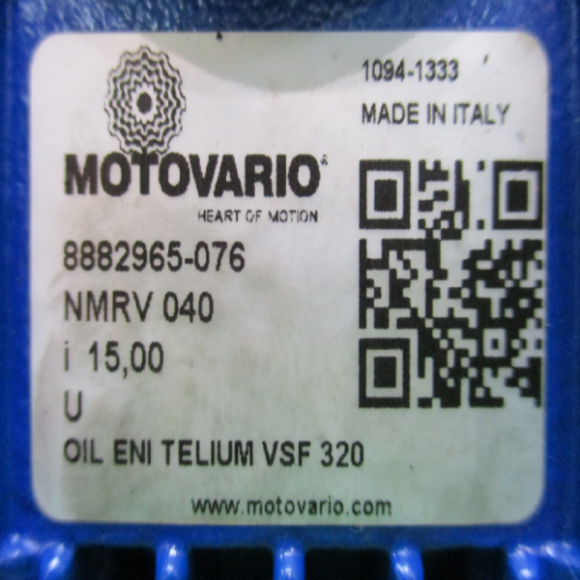 1094-1333
MADE IN ITALY
MOTOVARIO®
HEART OF MOTION
8882965-076
NMRV 040
i 15,00
U
OIL ENI TELIUM VSF 320
www.motovario.com